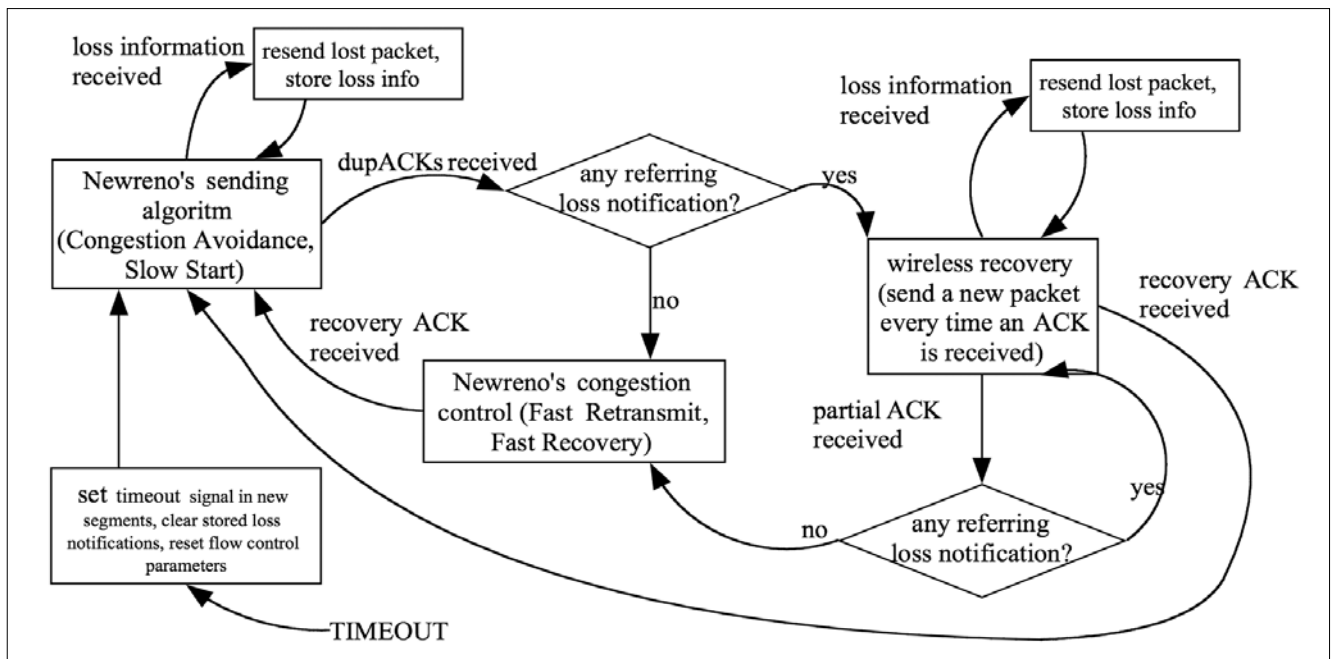 loss information
received
resend lost packet,
store loss info
loss information
received
resend lost packet,
store loss info
Newreno's sending
algoritm
(Congestion Avoidance,
Slow Start)
dupACKs received
any referring
loss notification?
yes
no
wireless recovery
(send a new packet
every time an ACK
is received)
recovery ACK
received
recovery ACK
received
Newreno's congestion
control (Fast Retransmit,
Fast Recovery)
partial ACK
received
set timeout signal in new
segments, clear stored loss
notifications, reset flow control
parameters
no
any referring
loss notification?
yes
TIMEOUT